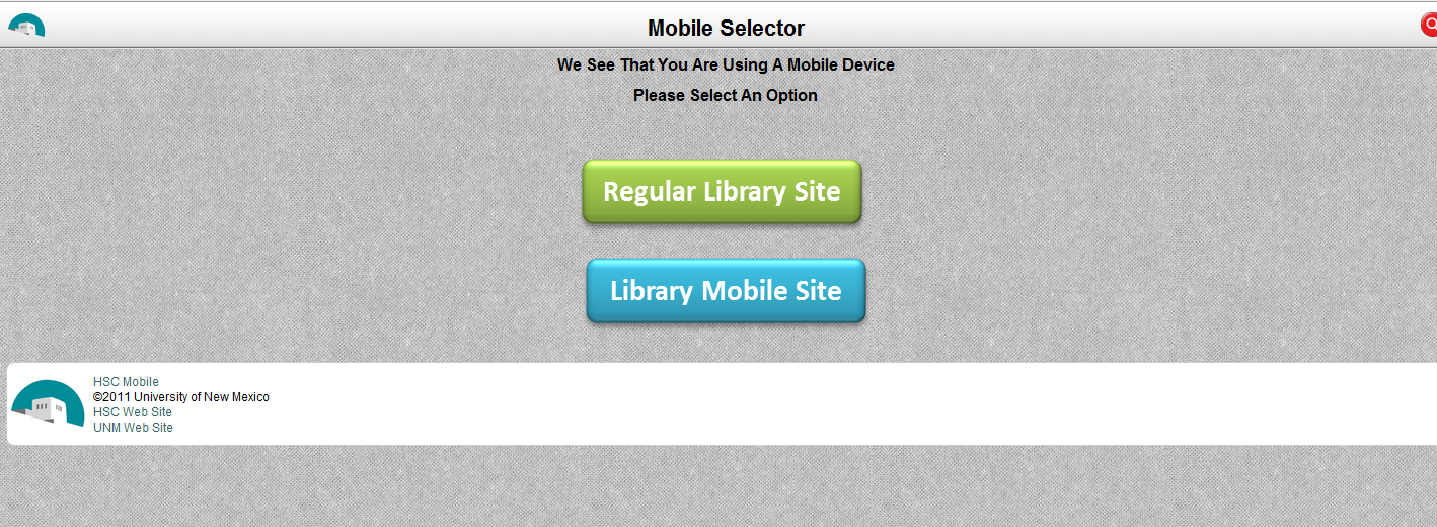 Mobile Selector
We See That You Are Using A Mobile Device
Please Select An Option
Regular Library Site
Library Mobile Site
HSC Mobile
©2011 University of New Mexico
HSC Web Site
UNM Web Site